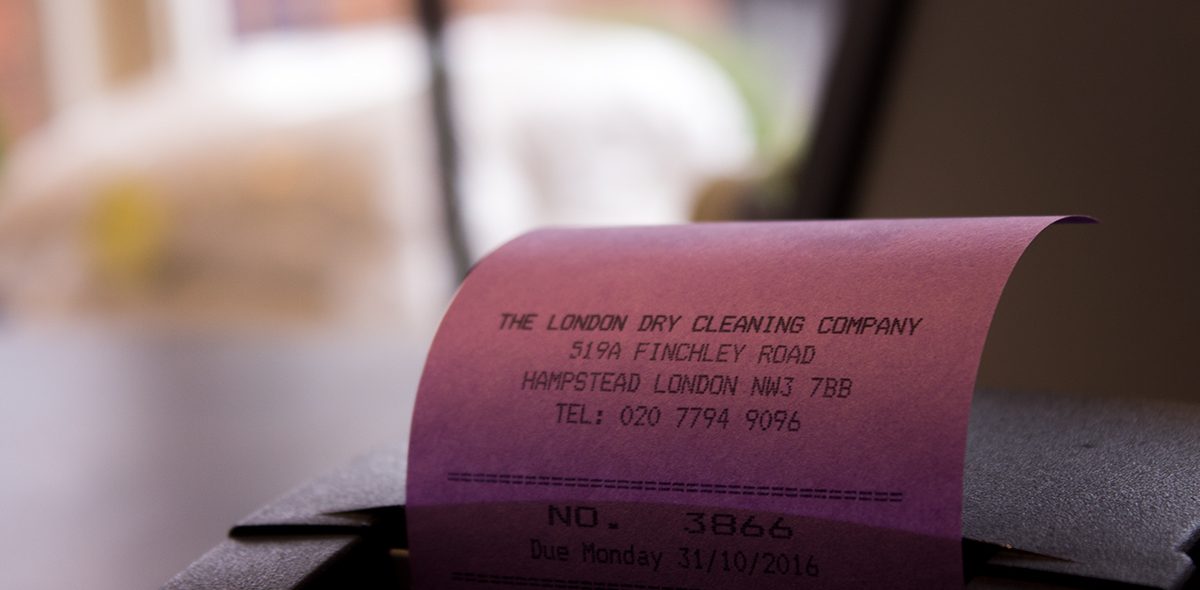 THE LONDON DRY CLEANING COMPANY
519A FINCHLEY ROAD
HAMPSTEAD LONDON NW3 7BB
TEL: 020 7794 9096
================================
NO. 3866
Due Monday 31/10/2016
================================